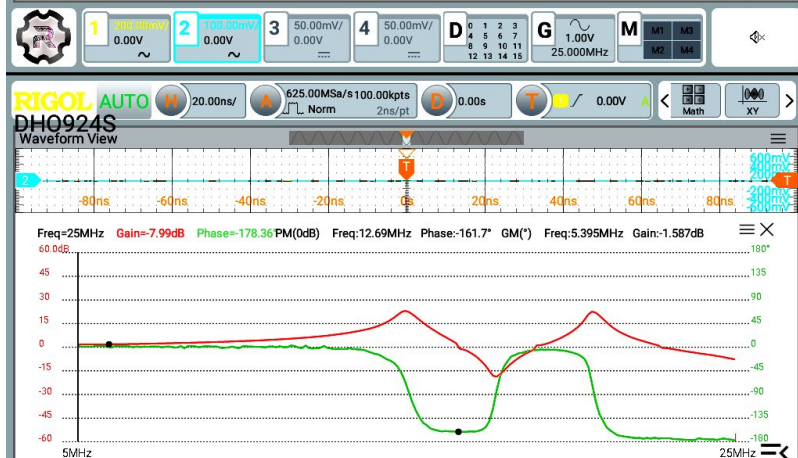 1 200.00mV/ 0.00V
2 100.00mV/ 0.00V
3 50.00mV/ 0.00V
4 50.00mV/ 0.00V
D 0 1 2 3
4 5 6 7
8 9 10 11
12 13 14 15
G 1.00V 25.000MHz
M M1 M3
M2 M4
R
RIGOL AUTO H 20.00ns/ A 625.00MSa/s 100.00kpts
Norm 2ns/pt
D 0.00s T 0.00V A < Math XY >
DHO924S
Waveform View
T
600mV
2 T
-200mV
-80ns -60ns -40ns -20ns 0s 20ns 40ns 60ns 80ns
Freq=25MHz Gain=-7.99dB Phase=-178.36° PM(0dB) Freq:12.69MHz Phase:-161.7° GM(°) Freq:5.395MHz Gain:-1.587dB
60.0dB 180°
45 135
30 90
15 45
0 0
-15 -45
-30 -90
-45 -135
-60 -180
5MHz 25MHz